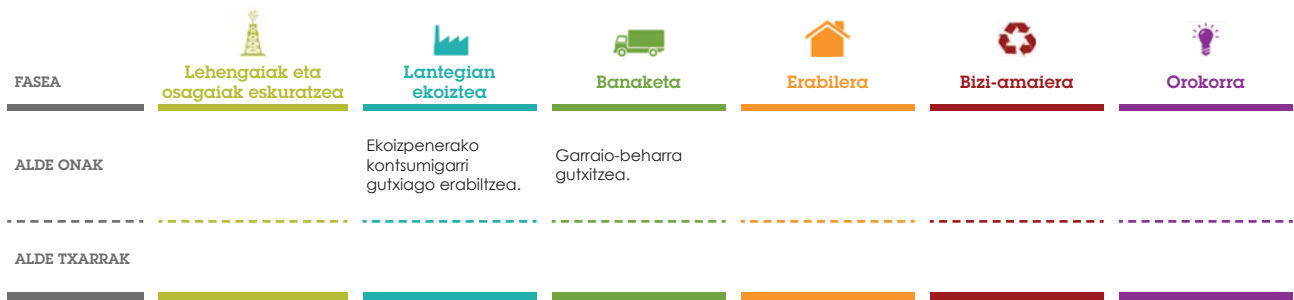 FASEA
Lehengaiak eta
osagaiak eskuratzea
Lantegian
ekoiztea
Banaketa
Erabilera
Bizi-amaiera
Orokorra
ALDE ONAK
Ekoizpenerako
kontsumigarri
gutxiago erabiltzea.
Garraio-beharra
gutxitzea.
ALDE TXARRAK